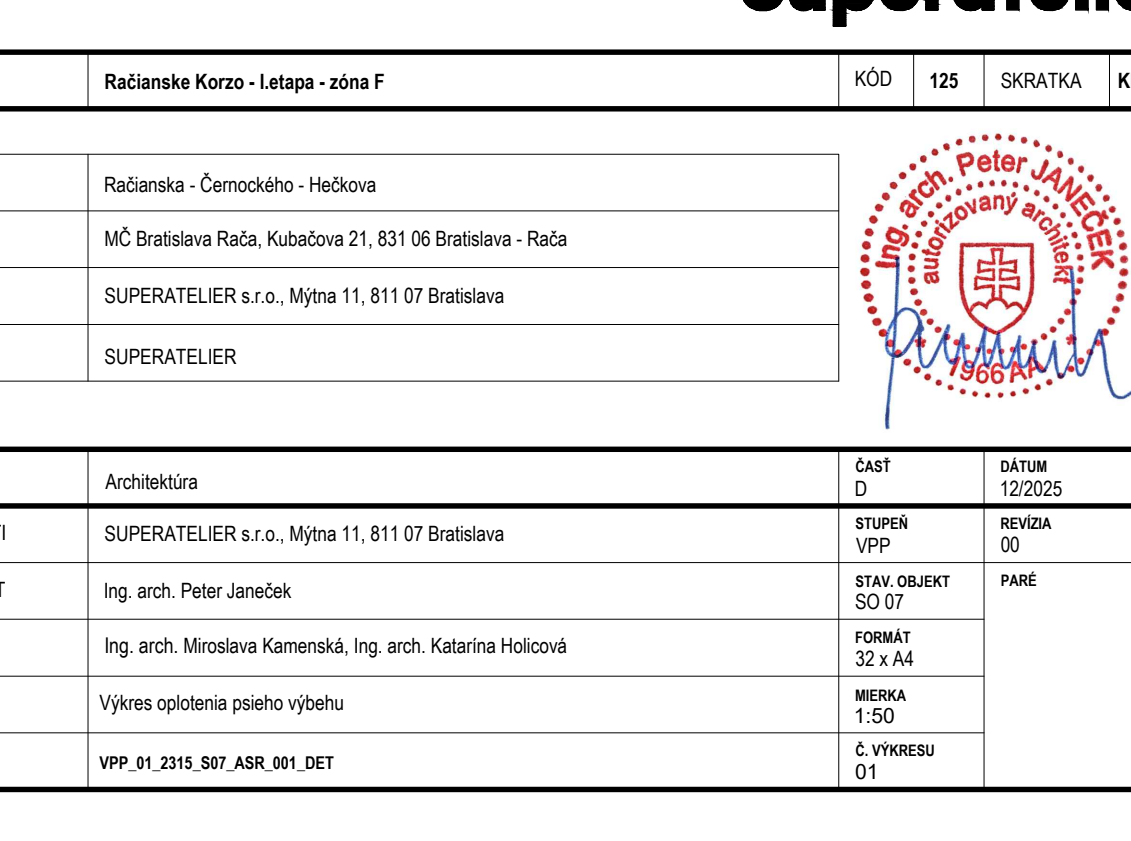 Superatelie
Račianske Korzo - I.etapa - zóna F
KÓD 125 SKRATKA K
Račianska - Černockého - Hečkova
MČ Bratislava Rača, Kubačova 21, 831 06 Bratislava - Rača
SUPERATELIER s.r.o., Mýtna 11, 811 07 Bratislava
SUPERATELIER
Ing. arch. Peter JANEČEK
autorizovaný architekt
1966 AA
Architektúra
ČASŤ
D
DÁTUM
12/2025
SUPERATELIER s.r.o., Mýtna 11, 811 07 Bratislava
STUPEŇ
VPP
REVÍZIA
00
T
Ing. arch. Peter Janeček
STAV. OBJEKT
SO 07
PARÉ
Ing. arch. Miroslava Kamenská, Ing. arch. Katarína Holicová
FORMÁT
32 x A4
Výkres oplotenia psieho výbehu
MIERKA
1:50
VPP_01_2315_S07_ASR_001_DET
Č. VÝKRESU
01